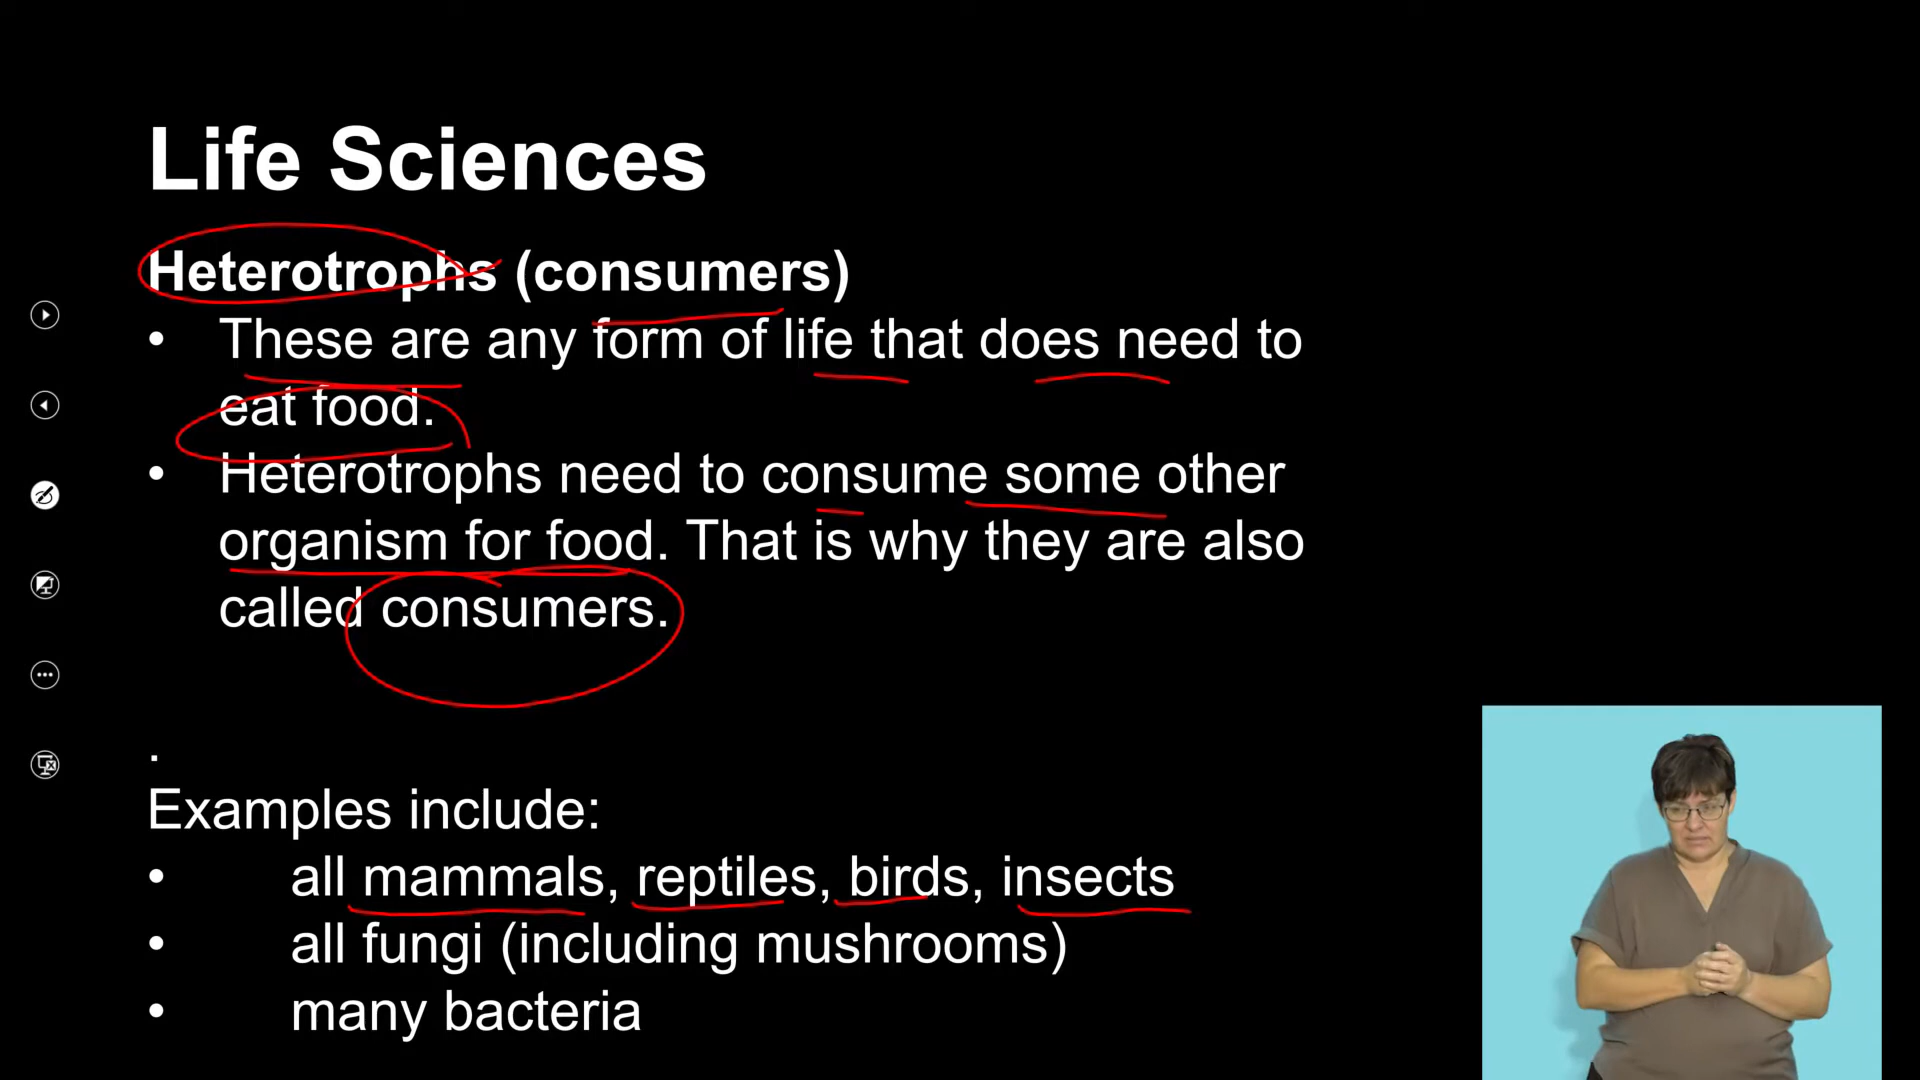 Life Sciences
Heterotrophs (consumers)
• These are any form of life that does need to
eat food.
• Heterotrophs need to consume some other
organism for food. That is why they are also
called consumers.
.
Examples include:
• all mammals, reptiles, birds, insects
• all fungi (including mushrooms)
• many bacteria